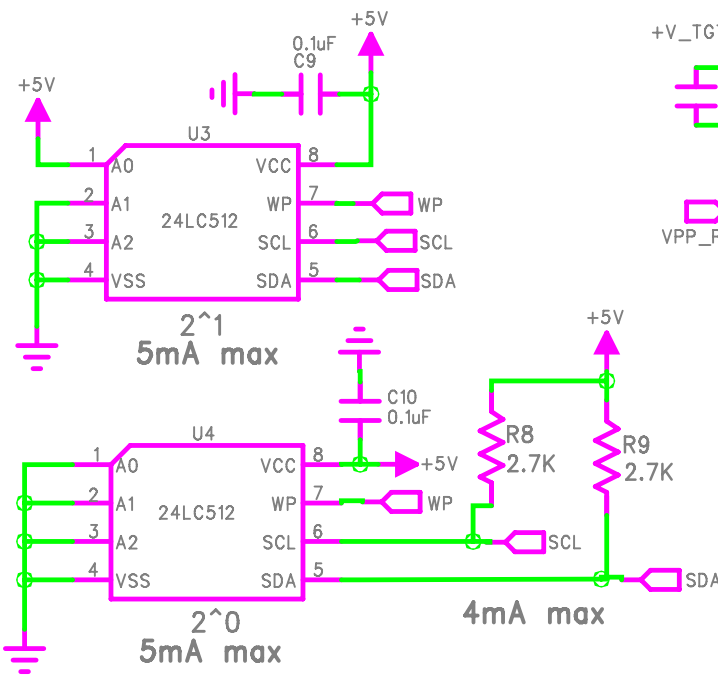 +5V
0.1uF
C9
+5V
U3
1 A0
2 A1
3 A2
4 VSS
24LC512
VCC 8
WP 7 WP
SCL 6 SCL
SDA 5 SDA
2^1
5mA max
C10
0.1uF
+5V
U4
1 A0
2 A1
3 A2
4 VSS
24LC512
VCC 8 +5V
WP 7 WP
SCL 6 SCL
SDA 5 SDA
2^0
5mA max
+5V
R8
2.7K
R9
2.7K
4mA max
+V_TG
VPP_